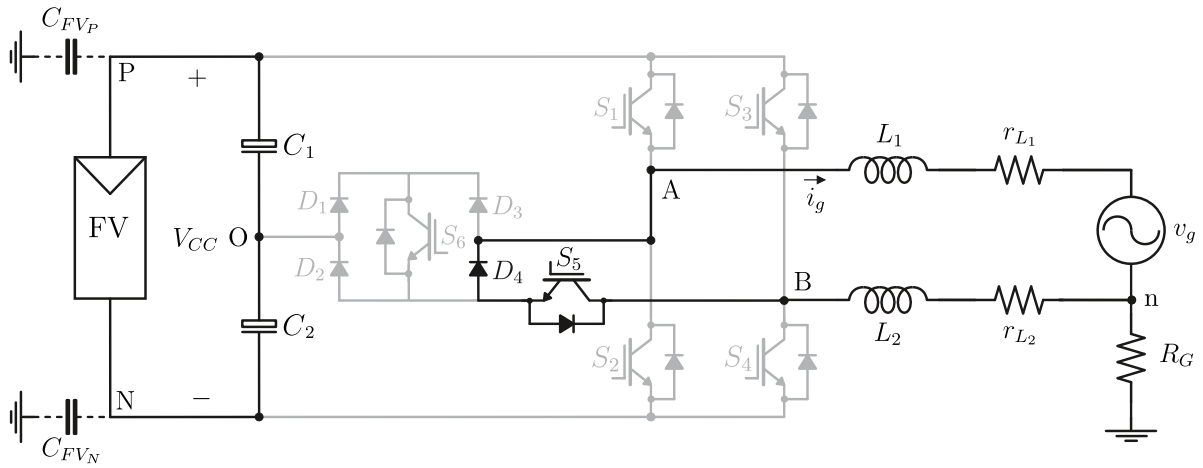 C_{FV_P}
P
+
S_1
S_3
L_1
r_{L_1}
C_1
A
i_g
D_1
D_3
FV
V_{CC}
O
S_6
v_g
D_2
D_4
S_5
B
n
C_2
L_2
r_{L_2}
S_2
S_4
R_G
N
−
C_{FV_N}